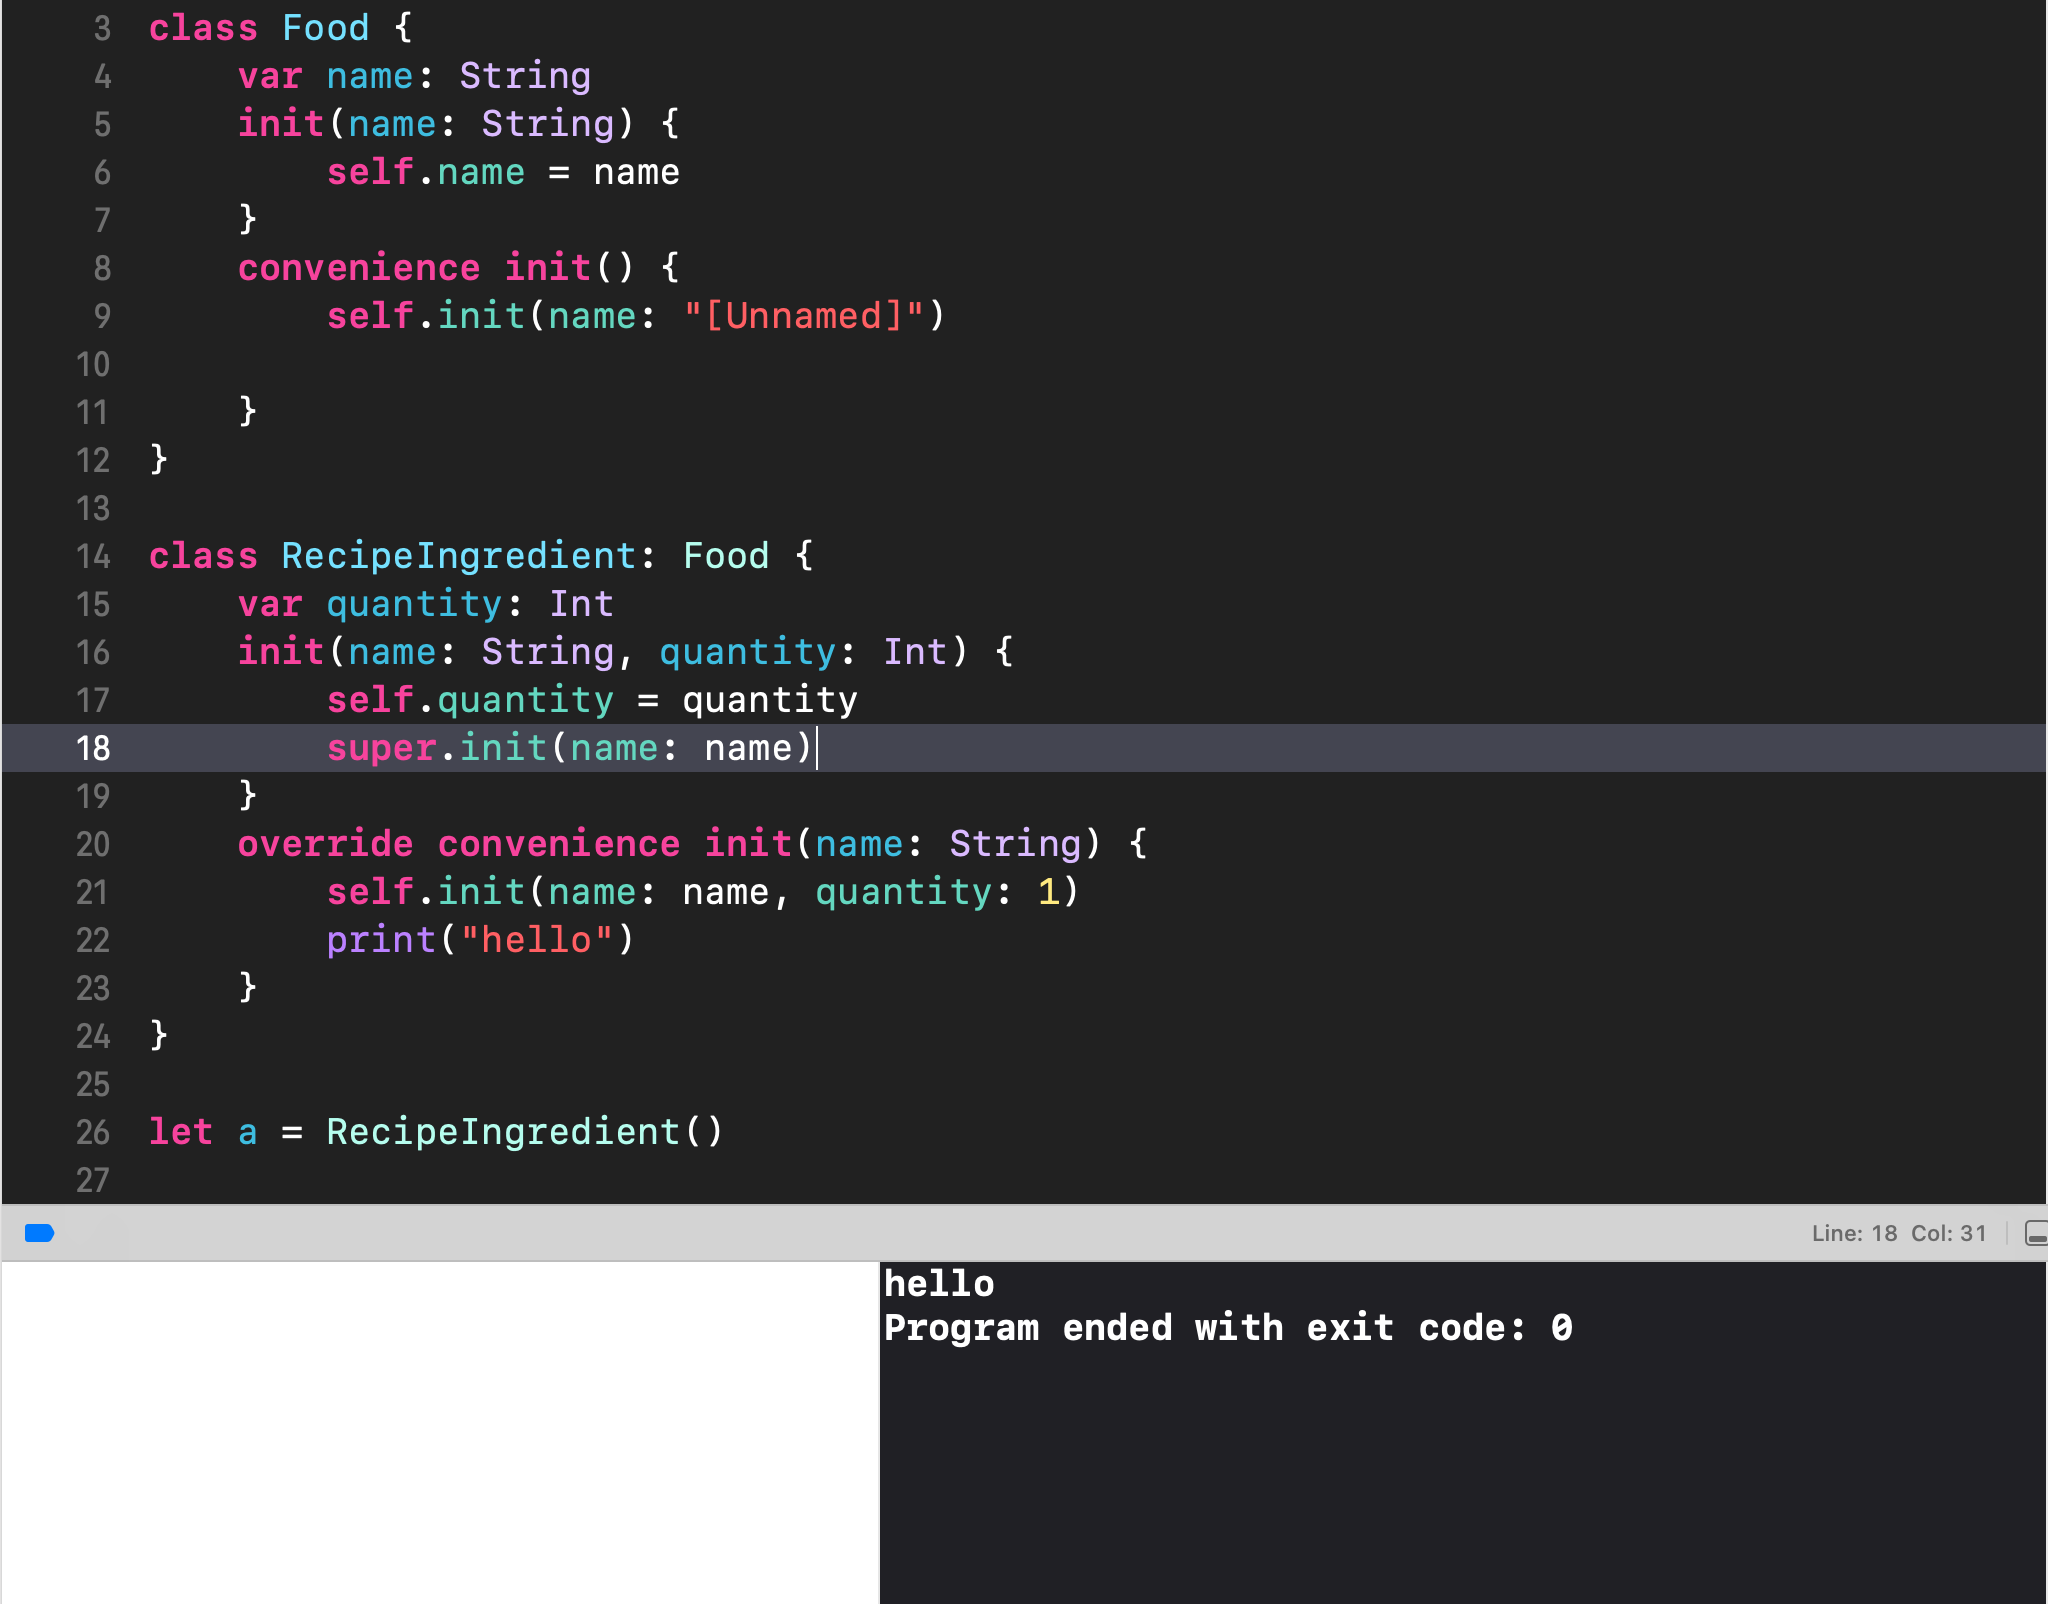 3 class Food {
4 var name: String
5 init(name: String) {
6 self.name = name
7 }
8 convenience init() {
9 self.init(name: "[Unnamed]")
10
11 }
12 }
13
14 class RecipeIngredient: Food {
15 var quantity: Int
16 init(name: String, quantity: Int) {
17 self.quantity = quantity
18 super.init(name: name)
19 }
20 override convenience init(name: String) {
21 self.init(name: name, quantity: 1)
22 print("hello")
23 }
24 }
25
26 let a = RecipeIngredient()
27
Line: 18 Col: 31
hello
Program ended with exit code: 0